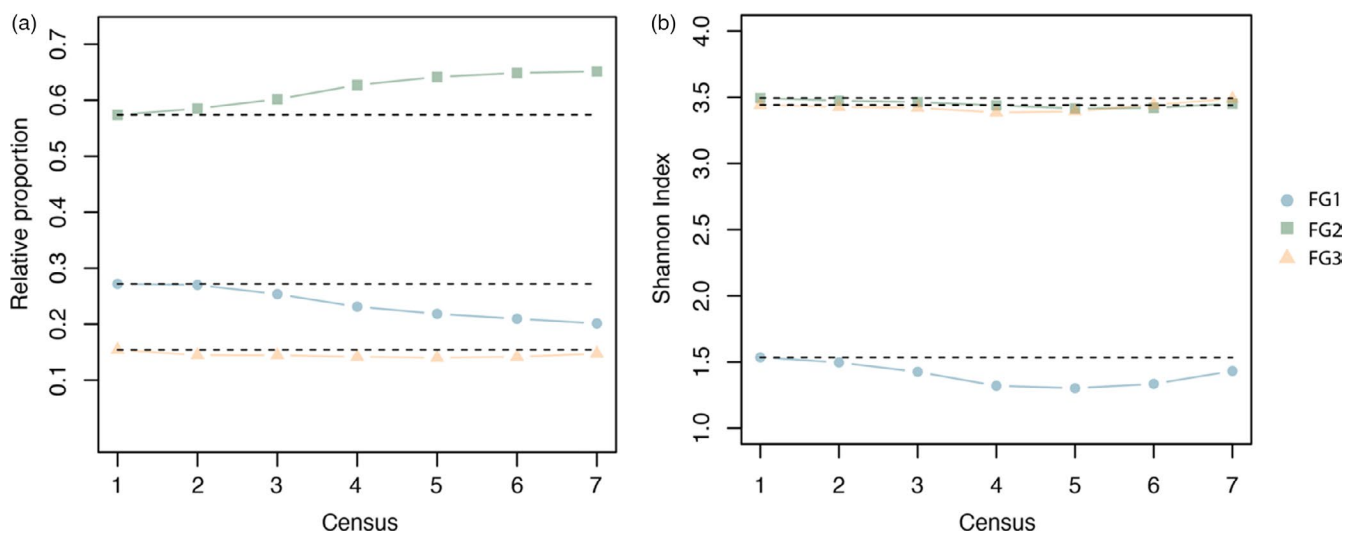 (a)
Relative proportion
0.7
0.6
0.5
0.4
0.3
0.2
0.1
1 2 3 4 5 6 7
Census
(b)
Shannon Index
4.0
3.5
3.0
2.5
2.0
1.5
1.0
1 2 3 4 5 6 7
Census
FG1
FG2
FG3